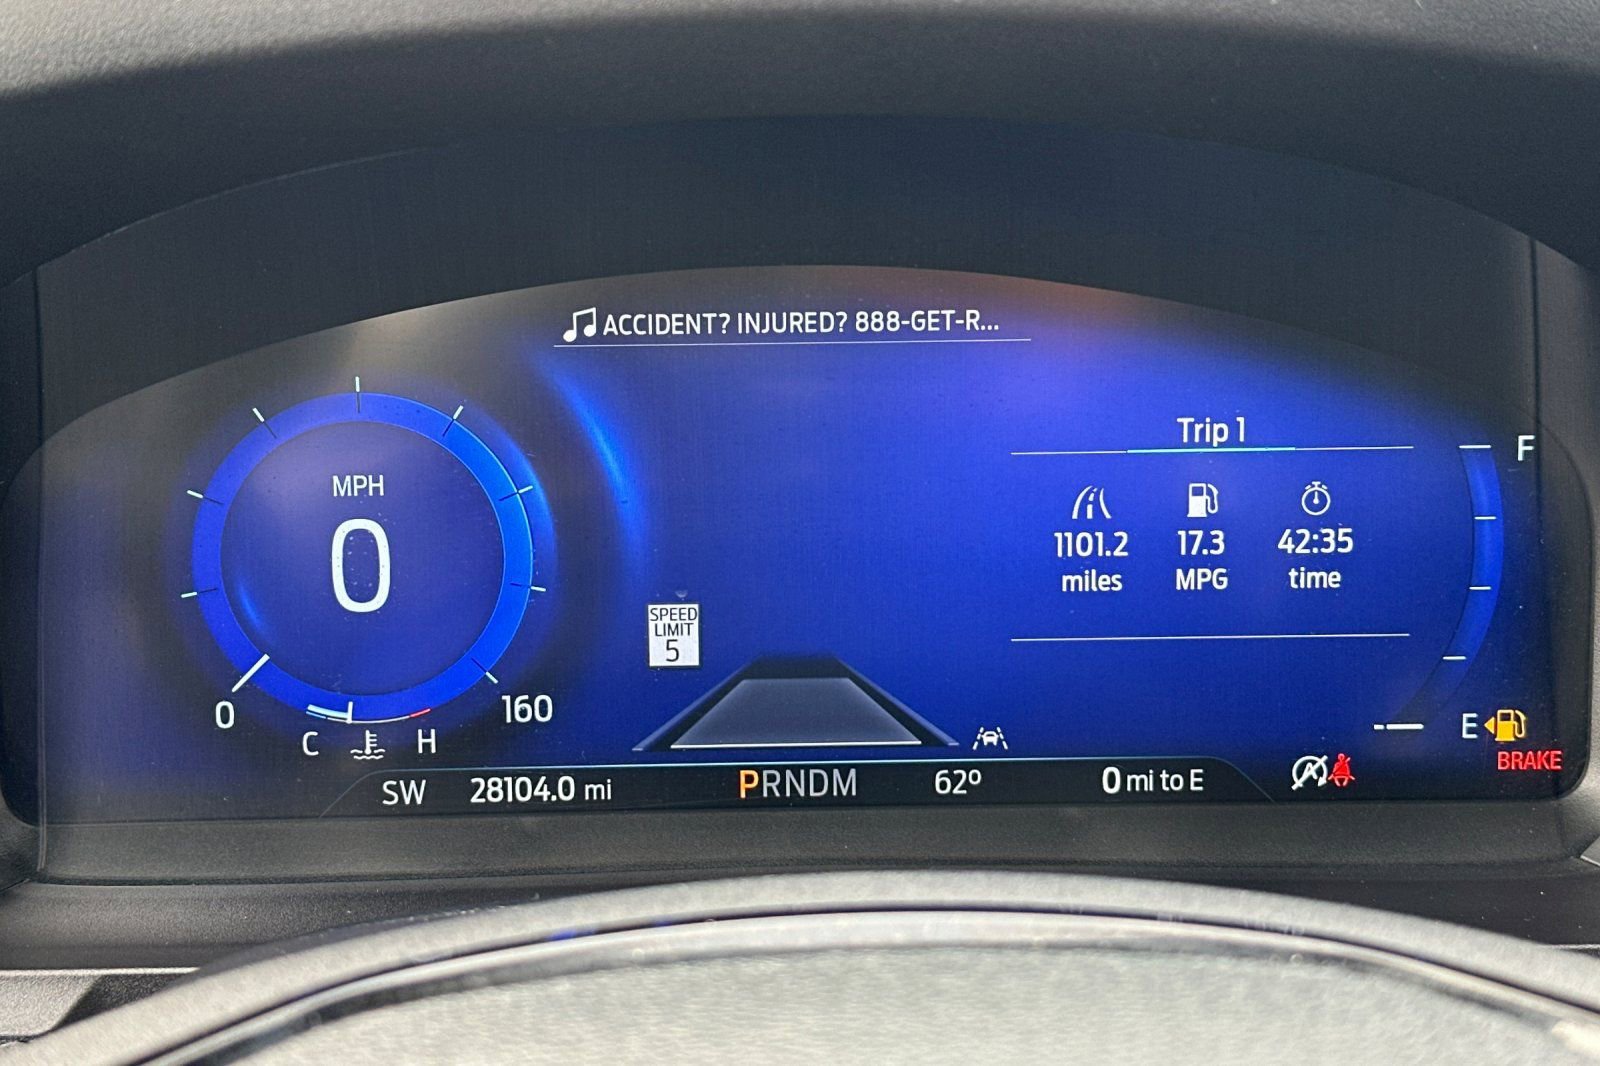 ACCIDENT? INJURED? 888-GET-R...
MPH
0
0
160
C
H
SPEED
LIMIT
5
Trip 1
1101.2 17.3 42:35
miles MPG time
F
E
BRAKE
SW 28104.0 mi PRNDM 62º 0 mi to E